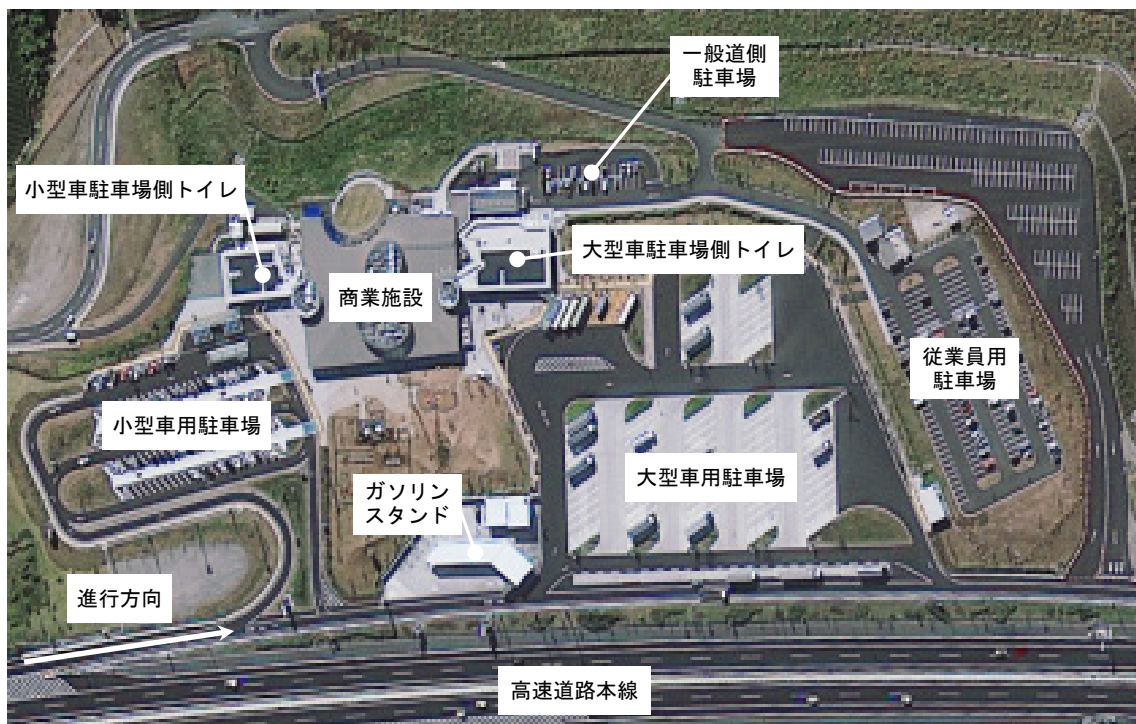 一般道側
駐車場
小型車駐車場側トイレ
大型車駐車場側トイレ
商業施設
従業員用
駐車場
小型車用駐車場
大型車用駐車場
ガソリン
スタンド
進行方向
高速道路本線